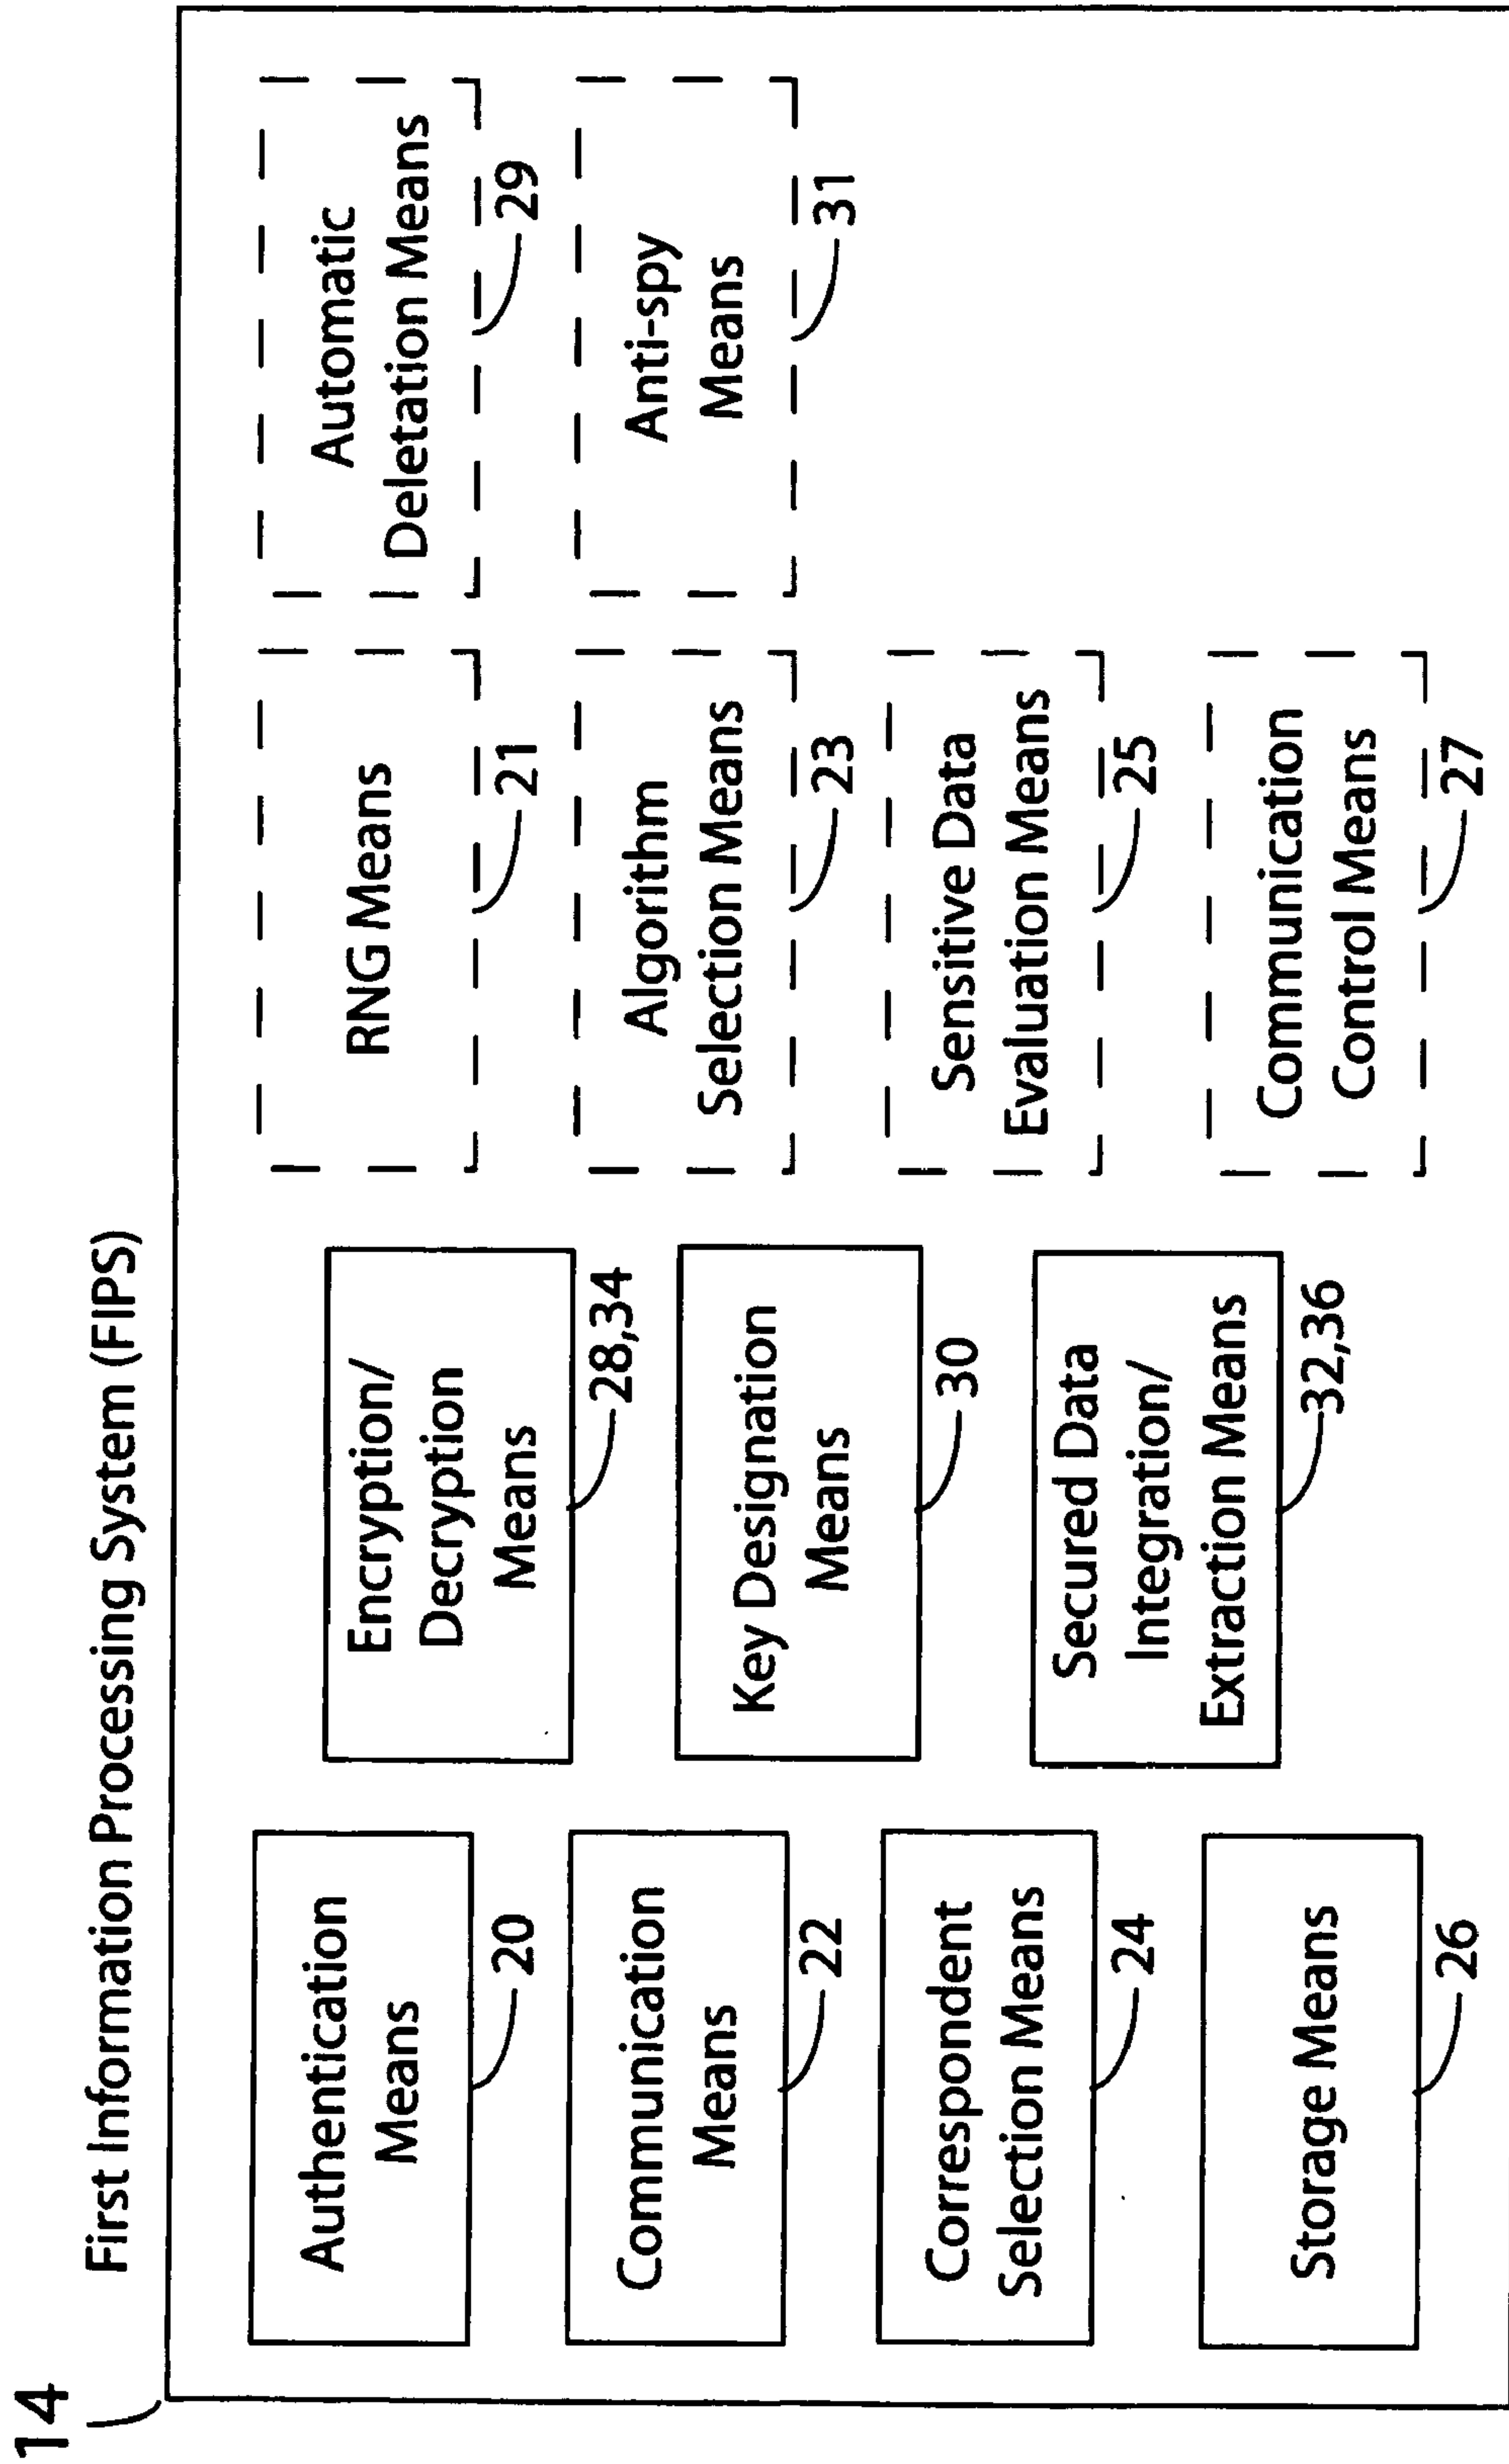 14
First Information Processing System (FIPS)
Authentication
Means
20
Communication
Means
22
Correspondent
Selection Means
24
Storage Means
26
Encryption/
Decryption
Means
28,34
Key Designation
Means
30
Secured Data
Integration/
Extraction Means
32,36
RNG Means
21
Algorithm
Selection Means
23
Sensitive Data
Evaluation Means
25
Communication
Control Means
27
Automatic
Deletation Means
29
Anti-spy
Means
31